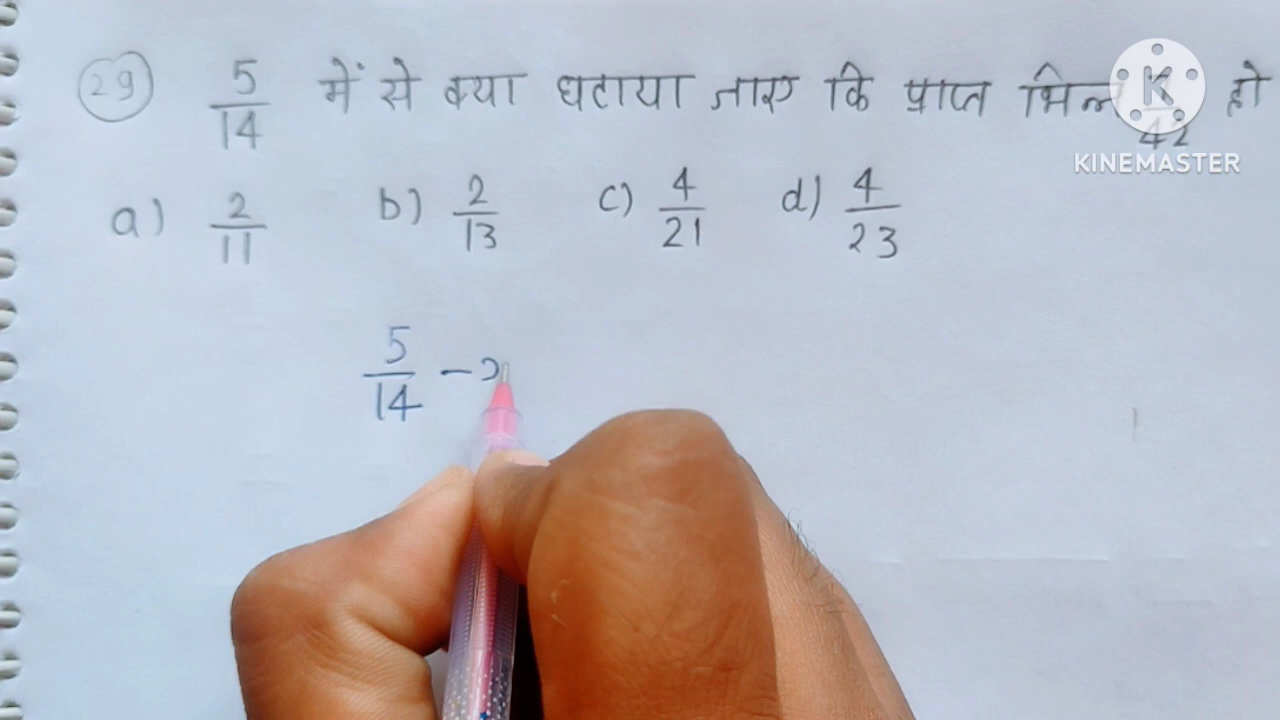 29 5/14 में से क्या घटाया जाए कि प्राप्त भिन्न /42 हो
a) 2/11 b) 2/13 c) 4/21 d) 4/23
5/14 -
KINEMASTER